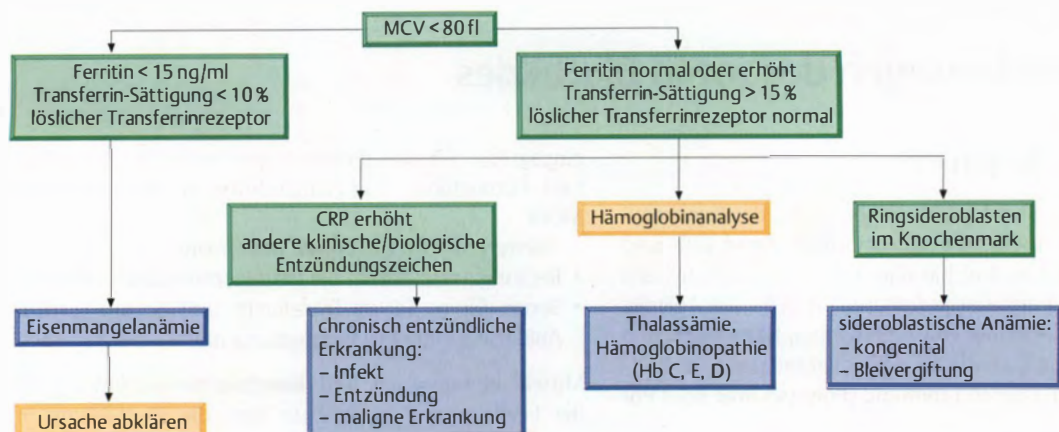 MCV < 80 fl
Ferritin < 15 ng/ml
Transferrin-Sättigung < 10 %
löslicher Transferrinrezeptor
Ferritin normal oder erhöht
Transferrin-Sättigung > 15 %
löslicher Transferrinrezeptor normal
CRP erhöht
andere klinische/biologische
Entzündungszeichen
Hämoglobinanalyse
Ringsideroblasten
im Knochenmark
Eisenmangelanämie
chronisch entzündliche
Erkrankung:
– Infekt
– Entzündung
– maligne Erkrankung
Thalassämie,
Hämoglobinopathie
(Hb C, E, D)
sideroblastische Anämie:
– kongenital
– Bleivergiftung
Ursache abklären